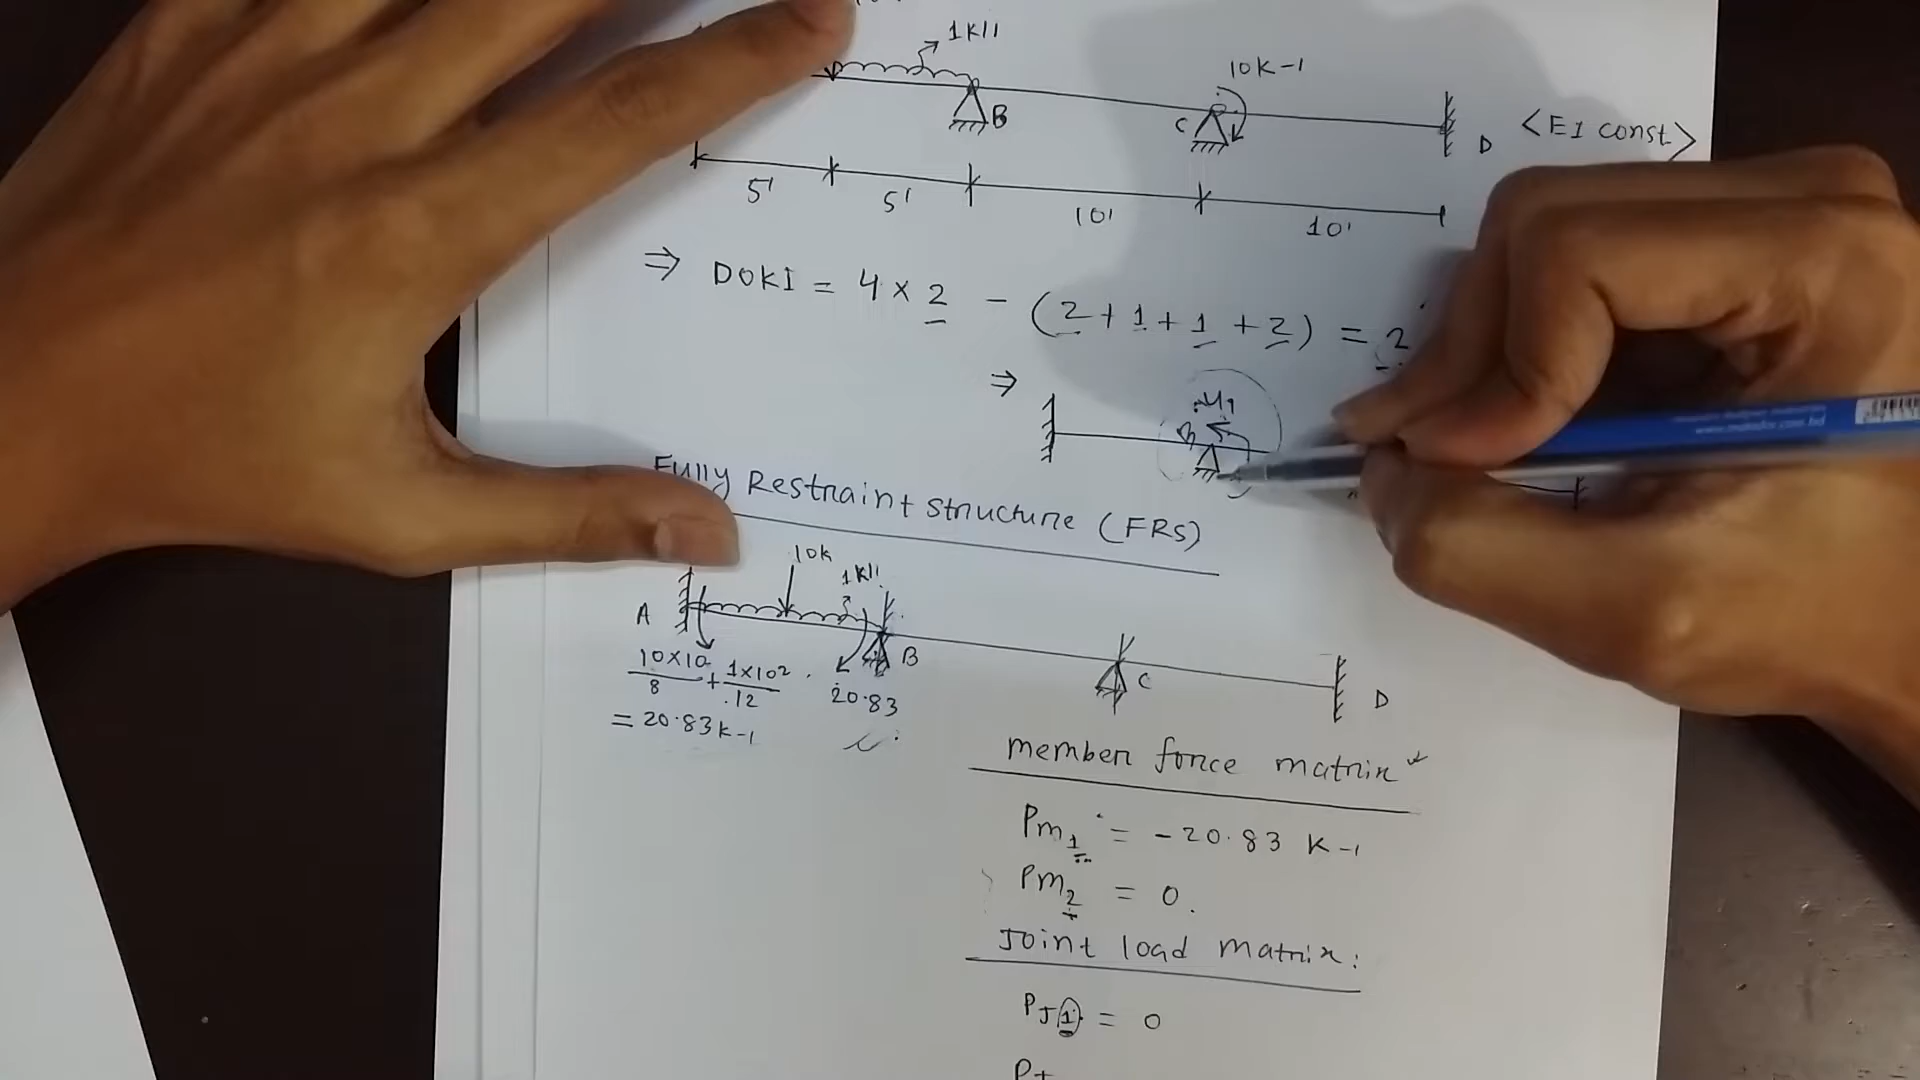 1k/1
10k-1
B
C
D
<EI const>
5'
5'
10'
10'
⇒ DOKI = 4 × 2 - (2+1+1+2) = 2
⇒
u1
B
Fully Restraint structure (FRS)
10k
1k/1
A
B
C
D
10×10/8 + 1×10²/12
20.83
= 20.83 k-1
member force matrix
Pm1 = -20.83 k-1
Pm2 = 0.
Joint load matrix:
PJ1 = 0